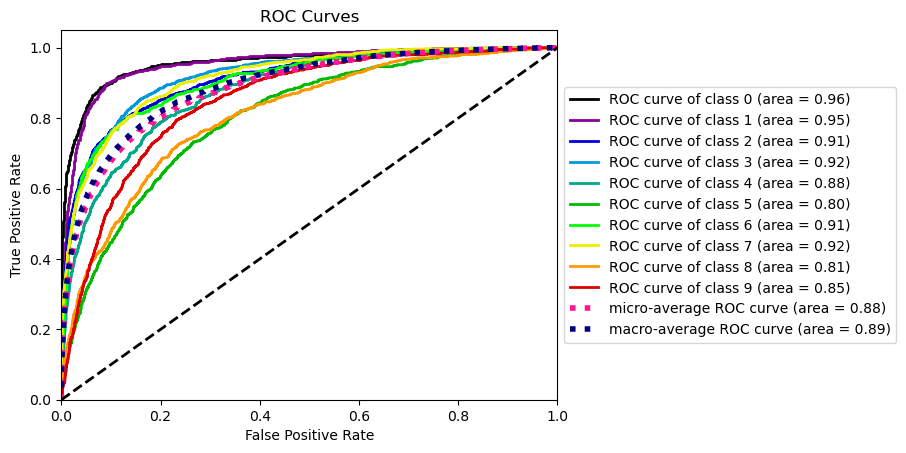 ROC Curves
True Positive Rate
1.0
0.8
0.6
0.4
0.2
0.0
0.0 0.2 0.4 0.6 0.8 1.0
False Positive Rate
ROC curve of class 0 (area = 0.96)
ROC curve of class 1 (area = 0.95)
ROC curve of class 2 (area = 0.91)
ROC curve of class 3 (area = 0.92)
ROC curve of class 4 (area = 0.88)
ROC curve of class 5 (area = 0.80)
ROC curve of class 6 (area = 0.91)
ROC curve of class 7 (area = 0.92)
ROC curve of class 8 (area = 0.81)
ROC curve of class 9 (area = 0.85)
micro-average ROC curve (area = 0.88)
macro-average ROC curve (area = 0.89)